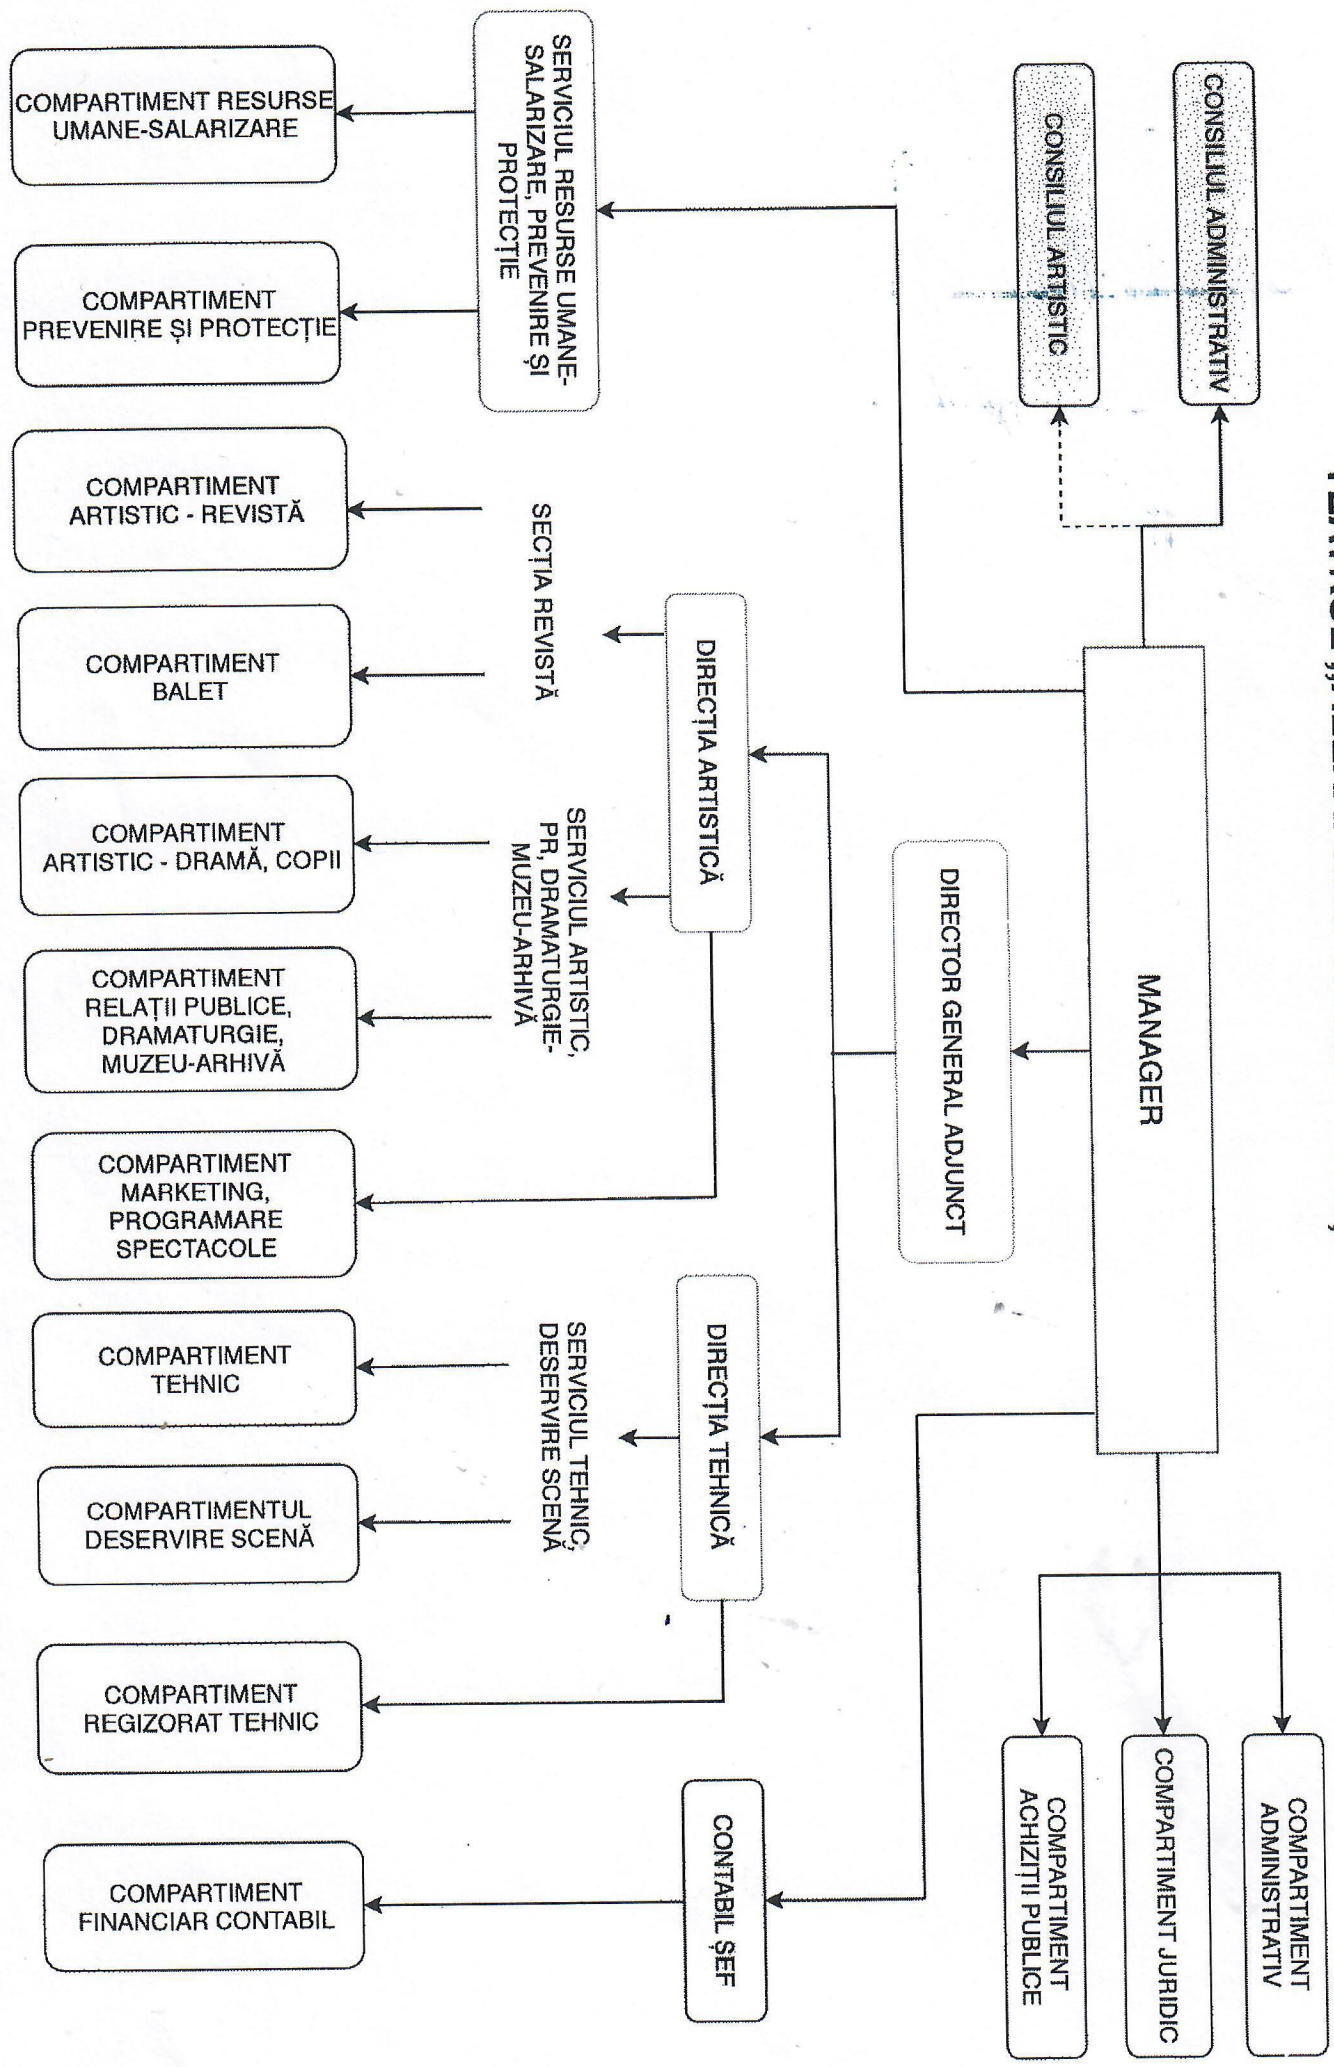 CONSILIUL ADMINISTRATIV
CONSILIUL ARTISTIC
MANAGER
COMPARTIMENT
ADMINISTRATIV
COMPARTIMENT JURIDIC
COMPARTIMENT
ACHIZIȚII PUBLICE
DIRECTOR GENERAL ADJUNCT
DIRECȚIA ARTISTICĂ
DIRECȚIA TEHNICĂ
CONTABIL ȘEF
SERVICIUL RESURSE UMANE-
SALARIZARE, PREVENIRE ȘI
PROTECȚIE
SECȚIA REVISTĂ
SERVICIUL ARTISTIC,
PR, DRAMATURGIE-
MUZEU-ARHIVĂ
SERVICIUL TEHNIC,
DESERVIRE SCENĂ
COMPARTIMENT RESURSE
UMANE-SALARIZARE
COMPARTIMENT
PREVENIRE ȘI PROTECȚIE
COMPARTIMENT
ARTISTIC - REVISTĂ
COMPARTIMENT
BALET
COMPARTIMENT
ARTISTIC - DRAMĂ, COPII
COMPARTIMENT
RELAȚII PUBLICE,
DRAMATURGIE,
MUZEU-ARHIVĂ
COMPARTIMENT
MARKETING,
PROGRAMARE
SPECTACOLE
COMPARTIMENT
TEHNIC
COMPARTIMENTUL
DESERVIRE SCENĂ
COMPARTIMENT
REGIZORAT TEHNIC
COMPARTIMENT
FINANCIAR CONTABIL